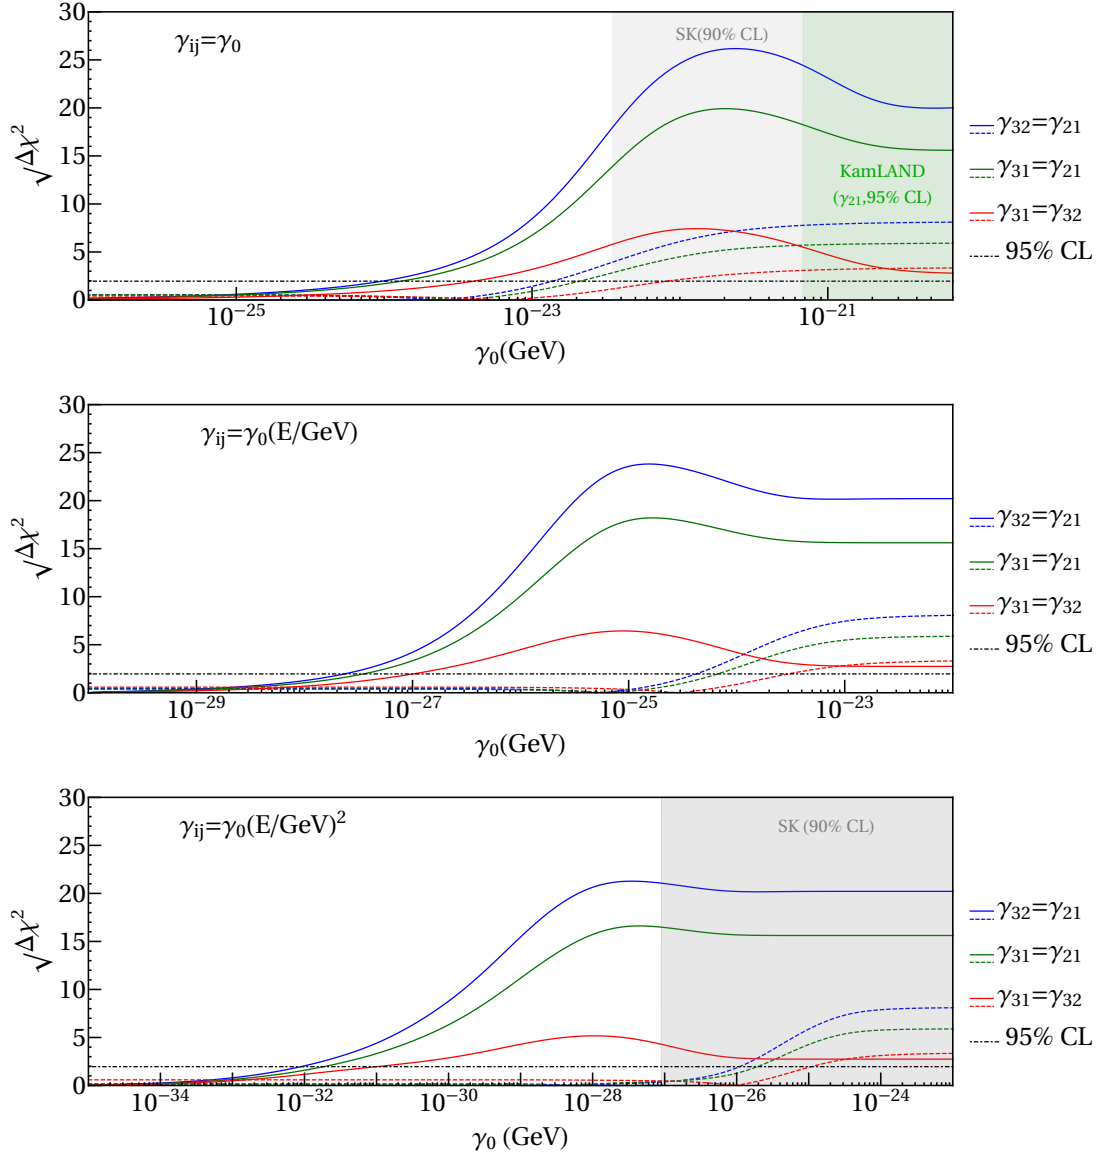 γij=γ0
SK(90% CL)
KamLAND
(γ21,95% CL)
√Δχ²
30
25
20
15
10
5
0
10⁻²⁵
10⁻²³
10⁻²¹
γ0(GeV)
γ32=γ21
γ31=γ21
γ31=γ32
95% CL
γij=γ0(E/GeV)
√Δχ²
30
25
20
15
10
5
0
10⁻²⁹
10⁻²⁷
10⁻²⁵
10⁻²³
γ0(GeV)
γ32=γ21
γ31=γ21
γ31=γ32
95% CL
γij=γ0(E/GeV)²
SK (90% CL)
√Δχ²
30
25
20
15
10
5
0
10⁻³⁴
10⁻³²
10⁻³⁰
10⁻²⁸
10⁻²⁶
10⁻²⁴
γ0 (GeV)
γ32=γ21
γ31=γ21
γ31=γ32
95% CL